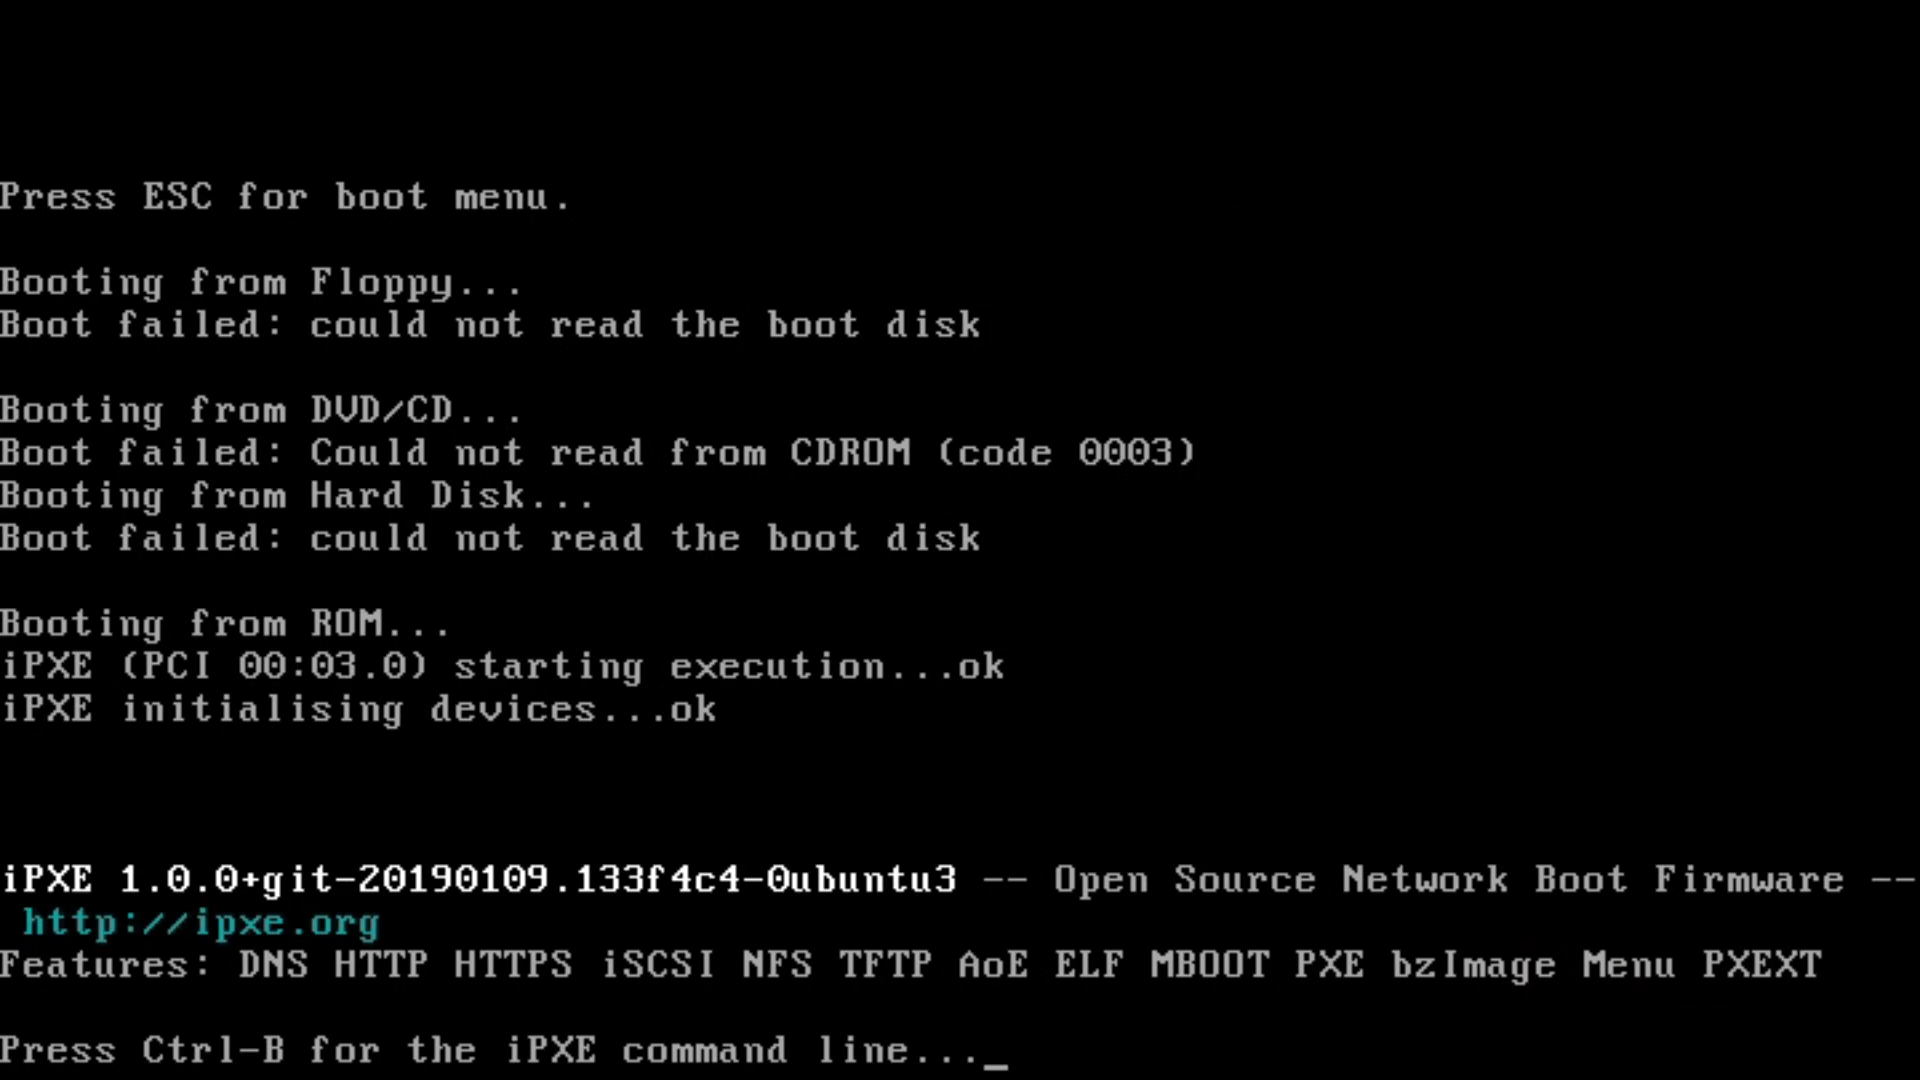 Press ESC for boot menu.
Booting from Floppy...
Boot failed: could not read the boot disk
Booting from DVD/CD...
Boot failed: Could not read from CDROM (code 0003)
Booting from Hard Disk...
Boot failed: could not read the boot disk
Booting from ROM...
iPXE (PCI 00:03.0) starting execution...ok
iPXE initialising devices...ok
iPXE 1.0.0+git-20190109.133f4c4-0ubuntu3 -- Open Source Network Boot Firmware --
http://ipxe.org
Features: DNS HTTP HTTPS iSCSI NFS TFTP AoE ELF MBOOT PXE bzImage Menu PXEXT
Press Ctrl-B for the iPXE command line..._